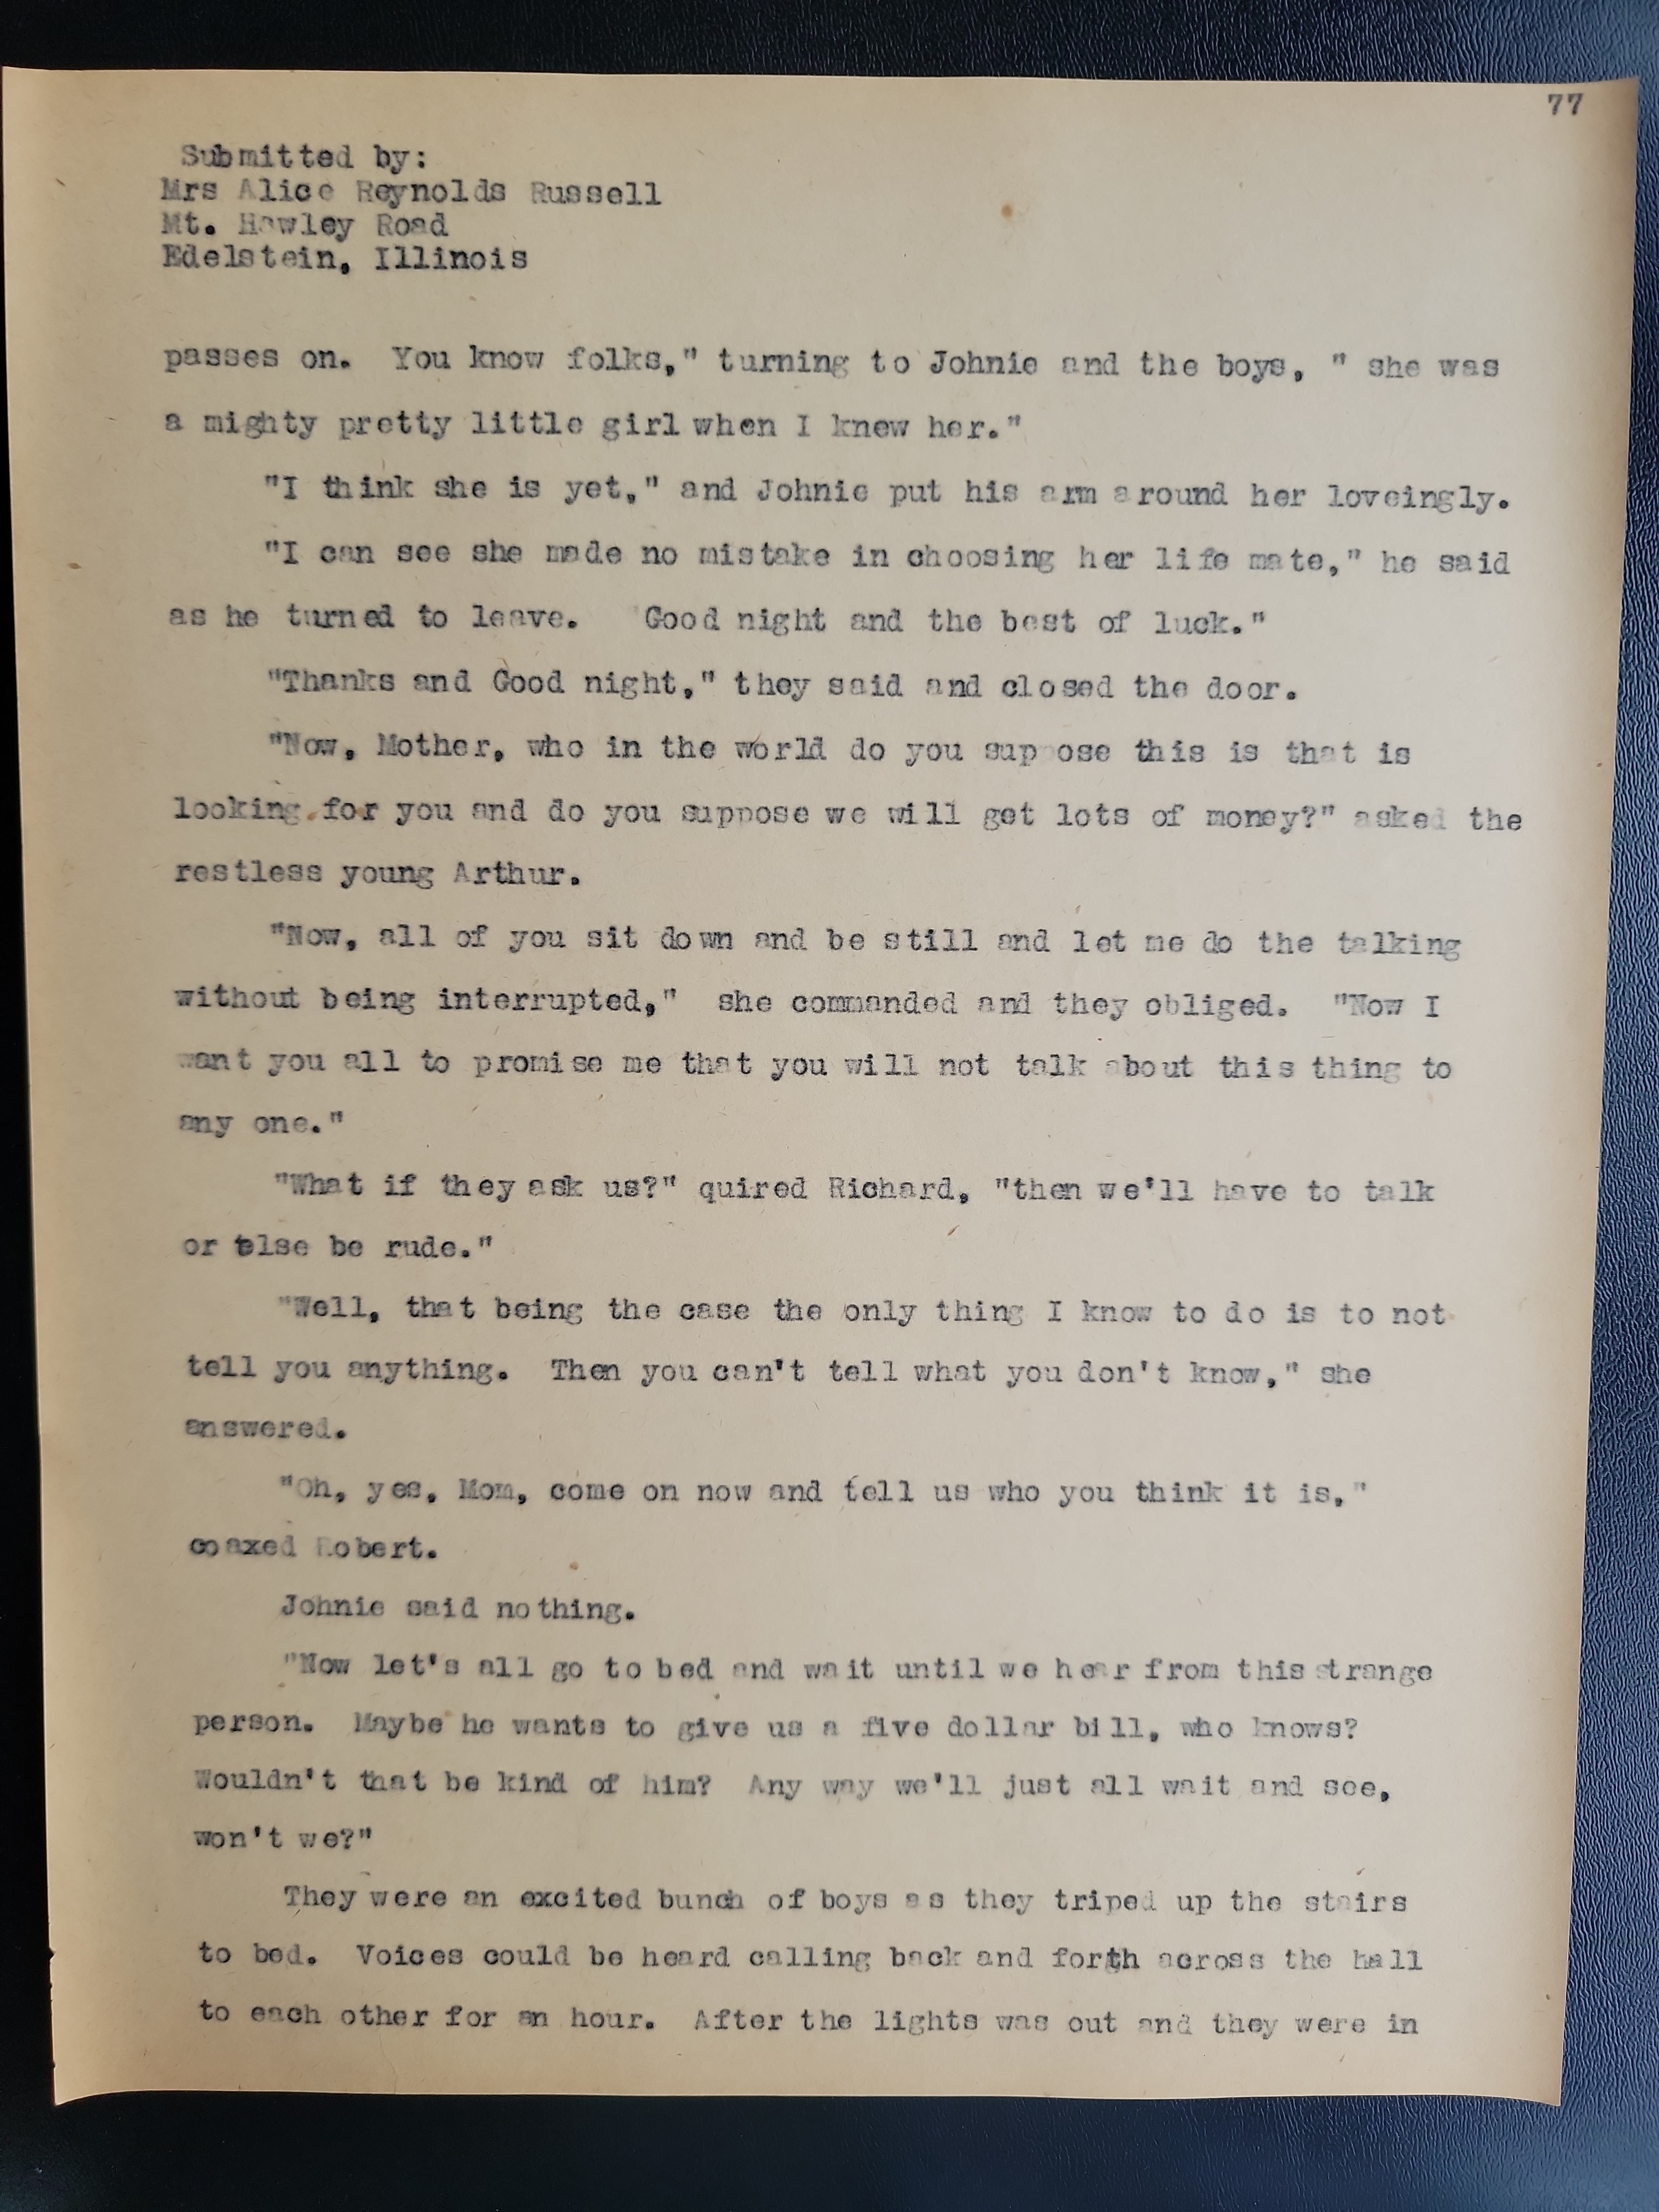 77
Submitted by:
Mrs Alice Reynolds Russell
Mt. Hawley Road
Edelstein, Illinois
passes on.  You know folks," turning to Johnie and the boys, " she was
a mighty pretty little girl when I knew her."
"I think she is yet," and Johnie put his arm around her loveingly.
"I can see she made no mistake in choosing her life mate," he said
as he turned to leave.  "Good night and the best of luck."
"Thanks and Good night," they said and closed the door.
"Now, Mother, who in the world do you suppose this is that is
looking for you and do you suppose we will get lots of money?" asked the
restless young Arthur.
"Now, all of you sit down and be still and let me do the talking
without being interrupted,"  she commanded and they obliged.  "Now I
want you all to promise me that you will not talk about this thing to
any one."
"What if they ask us?" quired Richard, "then we'll have to talk
or else be rude."
"Well, that being the case the only thing I know to do is to not
tell you anything.  Then you can't tell what you don't know," she
answered.
"Oh, yes, Mom, come on now and tell us who you think it is,"
coaxed Robert.
Johnie said nothing.
"Now let's all go to bed and wait until we hear from this strange
person.  Maybe he wants to give us a five dollar bill, who knows?
Wouldn't that be kind of him?  Any way we'll just all wait and see,
won't we?"
They were an excited bunch of boys as they triped up the stairs
to bed.  Voices could be heard calling back and forth across the hall
to each other for an hour.  After the lights was out and they were in